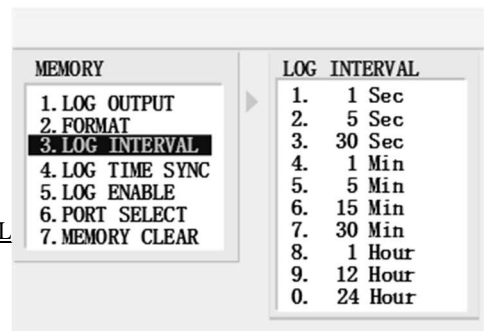 MEMORY
1. LOG OUTPUT
2. FORMAT
3. LOG INTERVAL
4. LOG TIME SYNC
5. LOG ENABLE
6. PORT SELECT
7. MEMORY CLEAR
L
LOG INTERVAL
1. 1 Sec
2. 5 Sec
3. 30 Sec
4. 1 Min
5. 5 Min
6. 15 Min
7. 30 Min
8. 1 Hour
9. 12 Hour
0. 24 Hour